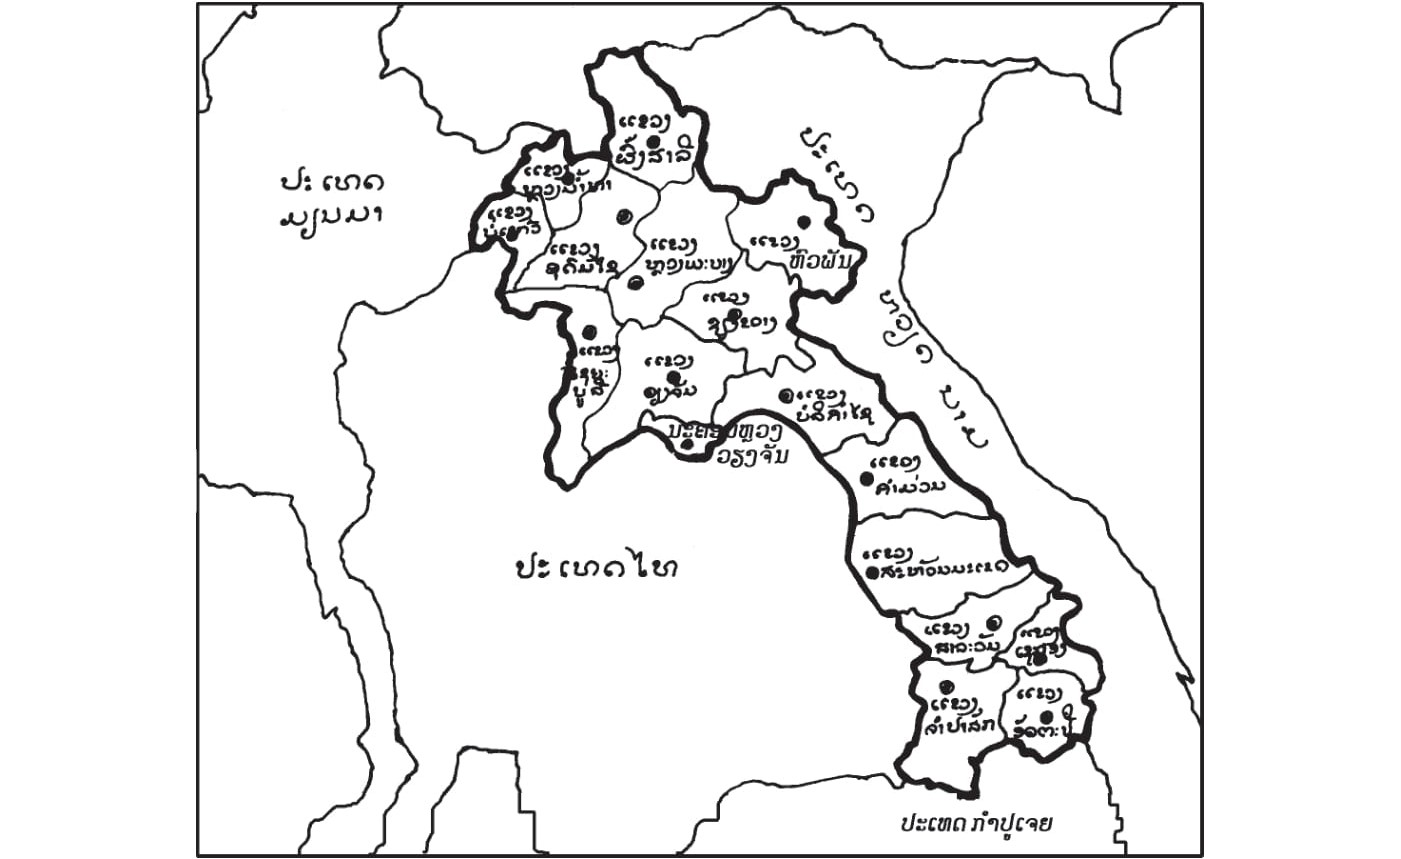 ແຂວງ
ຜົ້ງສາລີ
ປະເທດ
ມຽນມາ
ແຂວງ
ຫຼວງນ້ຳທາ
ແຂວງ
ບໍ່ແກ້ວ
ແຂວງ
ອຸດົມໄຊ
ແຂວງ
ຫຼວງພະບາງ
ແຂວງ
ຫົວພັນ
ປະເທດ
ຫວຽດ ນາມ
ແຂວງ
ຊຽງຂວາງ
ແຂວງ
ໄຊຍະ
ບູລີ
ແຂວງ
ວຽງຈັນ
ແຂວງ
ບໍລິຄຳໄຊ
ນະຄອນຫຼວງ
ວຽງຈັນ
ແຂວງ
ຄຳມ່ວນ
ປະເທດໄທ
ແຂວງ
ສະຫວັນນະເຂດ
ແຂວງ
ສາລະວັນ
ແຂວງ
ເຊກອງ
ແຂວງ
ຈຳປາສັກ
ແຂວງ
ອັດຕະປື
ປະເທດ ກຳປູເຈຍ